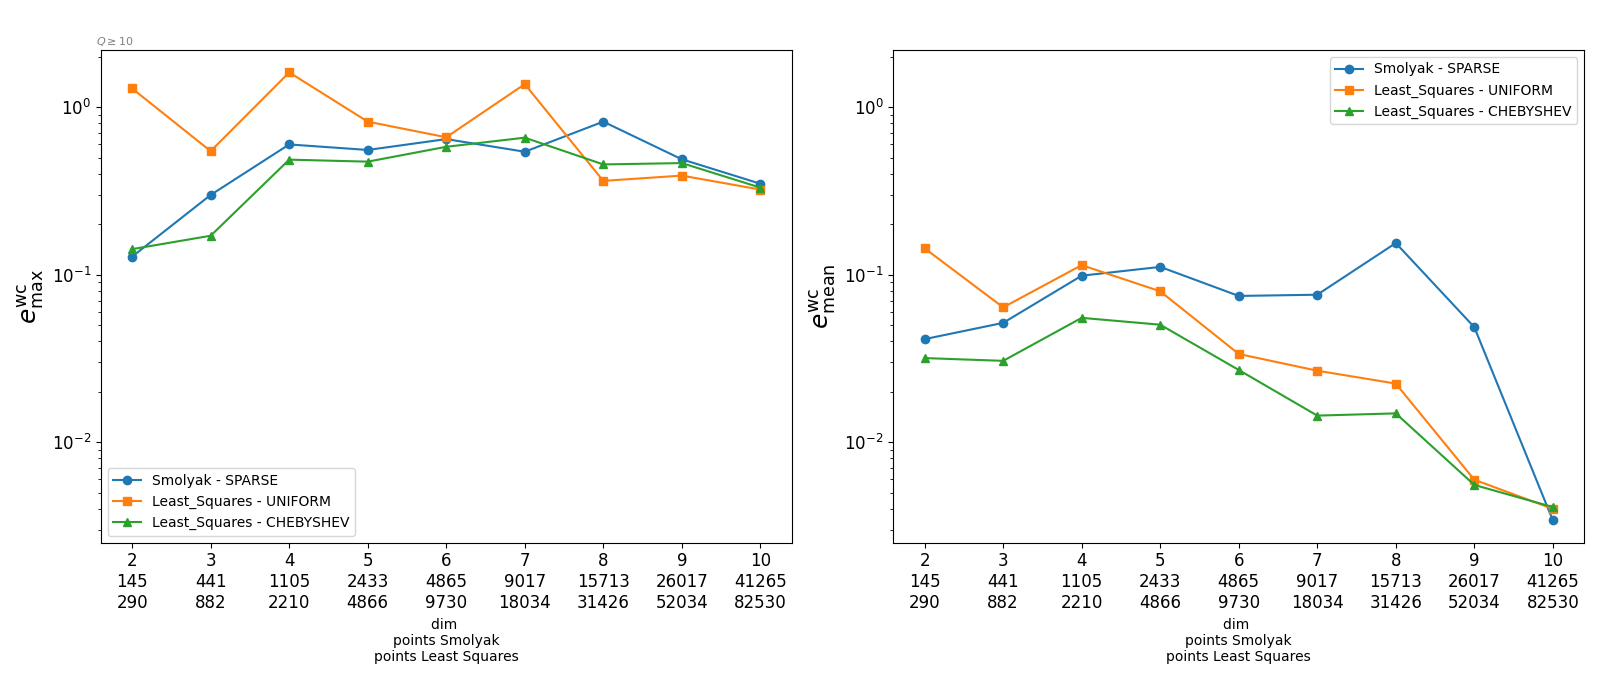 Q ≥ 10
10⁰
10⁻¹
10⁻²
e^wc_max
Smolyak - SPARSE
Least_Squares - UNIFORM
Least_Squares - CHEBYSHEV
2 3 4 5 6 7 8 9 10
145 441 1105 2433 4865 9017 15713 26017 41265
290 882 2210 4866 9730 18034 31426 52034 82530
dim
points Smolyak
points Least Squares
Smolyak - SPARSE
Least_Squares - UNIFORM
Least_Squares - CHEBYSHEV
10⁰
10⁻¹
10⁻²
e^wc_mean
2 3 4 5 6 7 8 9 10
145 441 1105 2433 4865 9017 15713 26017 41265
290 882 2210 4866 9730 18034 31426 52034 82530
dim
points Smolyak
points Least Squares